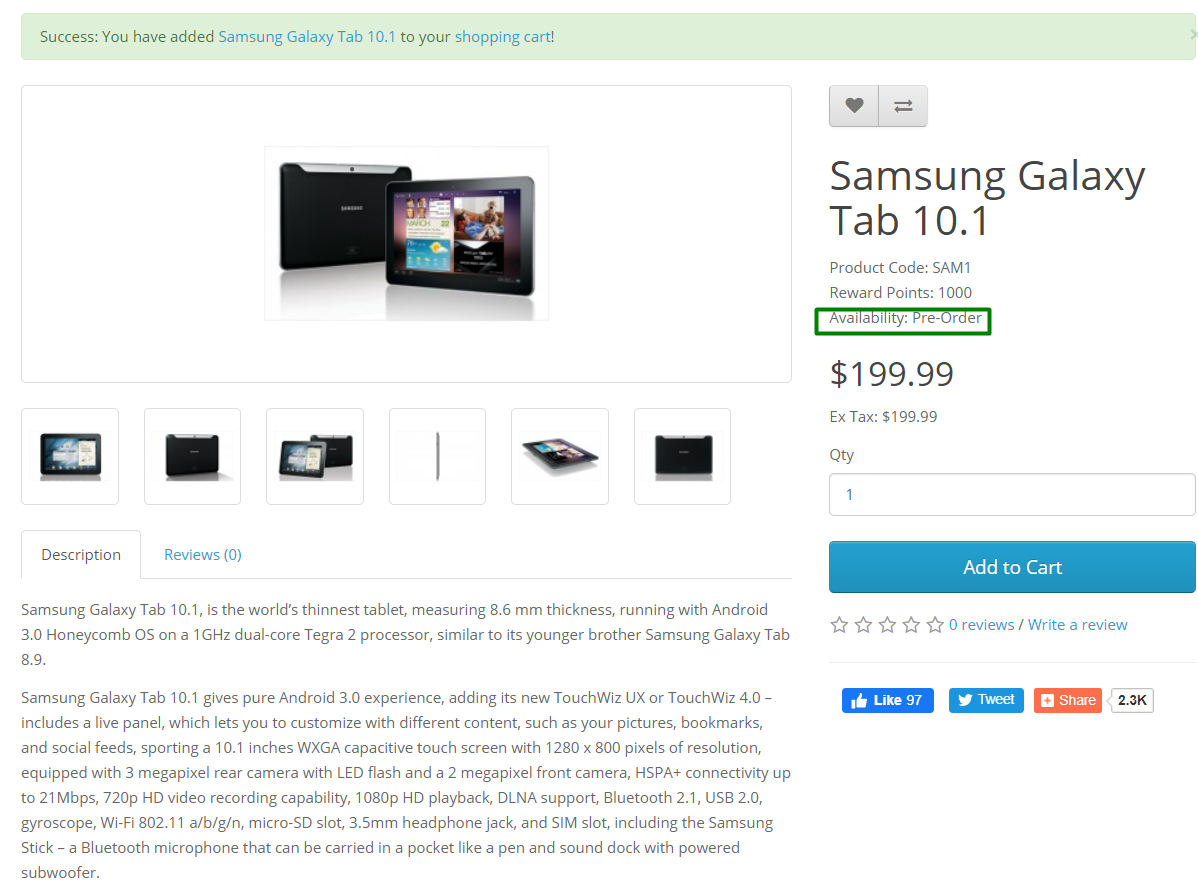 Success: You have added Samsung Galaxy Tab 10.1 to your shopping cart!
×
SAMSUNG
MARCH
22
Samsung Galaxy
Tab 10.1
Product Code: SAM1
Reward Points: 1000
Availability: Pre-Order
$199.99
Ex Tax: $199.99
Qty
1
Add to Cart
0 reviews / Write a review
Like 97
Tweet
Share
2.3K
Description
Reviews (0)
Samsung Galaxy Tab 10.1, is the world’s thinnest tablet, measuring 8.6 mm thickness, running with Android
3.0 Honeycomb OS on a 1GHz dual-core Tegra 2 processor, similar to its younger brother Samsung Galaxy Tab
8.9.
Samsung Galaxy Tab 10.1 gives pure Android 3.0 experience, adding its new TouchWiz UX or TouchWiz 4.0 –
includes a live panel, which lets you to customize with different content, such as your pictures, bookmarks,
and social feeds, sporting a 10.1 inches WXGA capacitive touch screen with 1280 x 800 pixels of resolution,
equipped with 3 megapixel rear camera with LED flash and a 2 megapixel front camera, HSPA+ connectivity up
to 21Mbps, 720p HD video recording capability, 1080p HD playback, DLNA support, Bluetooth 2.1, USB 2.0,
gyroscope, Wi-Fi 802.11 a/b/g/n, micro-SD slot, 3.5mm headphone jack, and SIM slot, including the Samsung
Stick – a Bluetooth microphone that can be carried in a pocket like a pen and sound dock with powered
subwoofer.